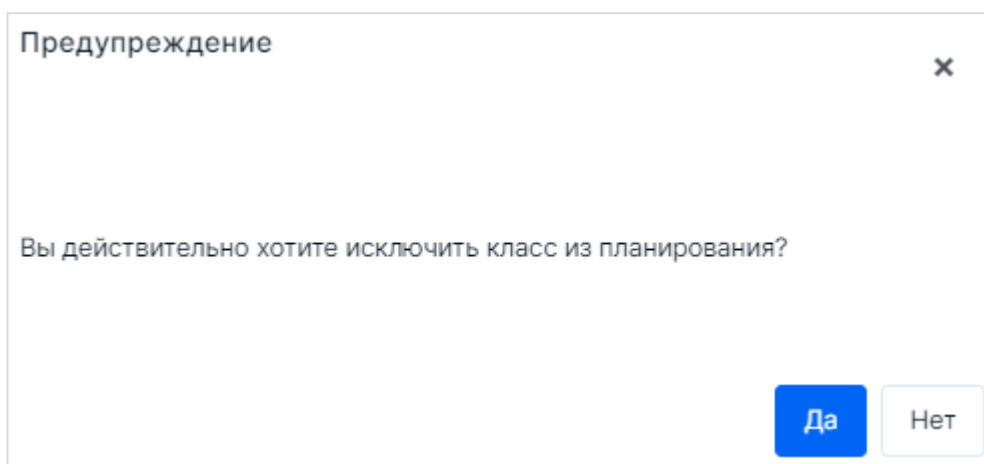 Предупреждение
Вы действительно хотите исключить класс из планирования?
Да Нет